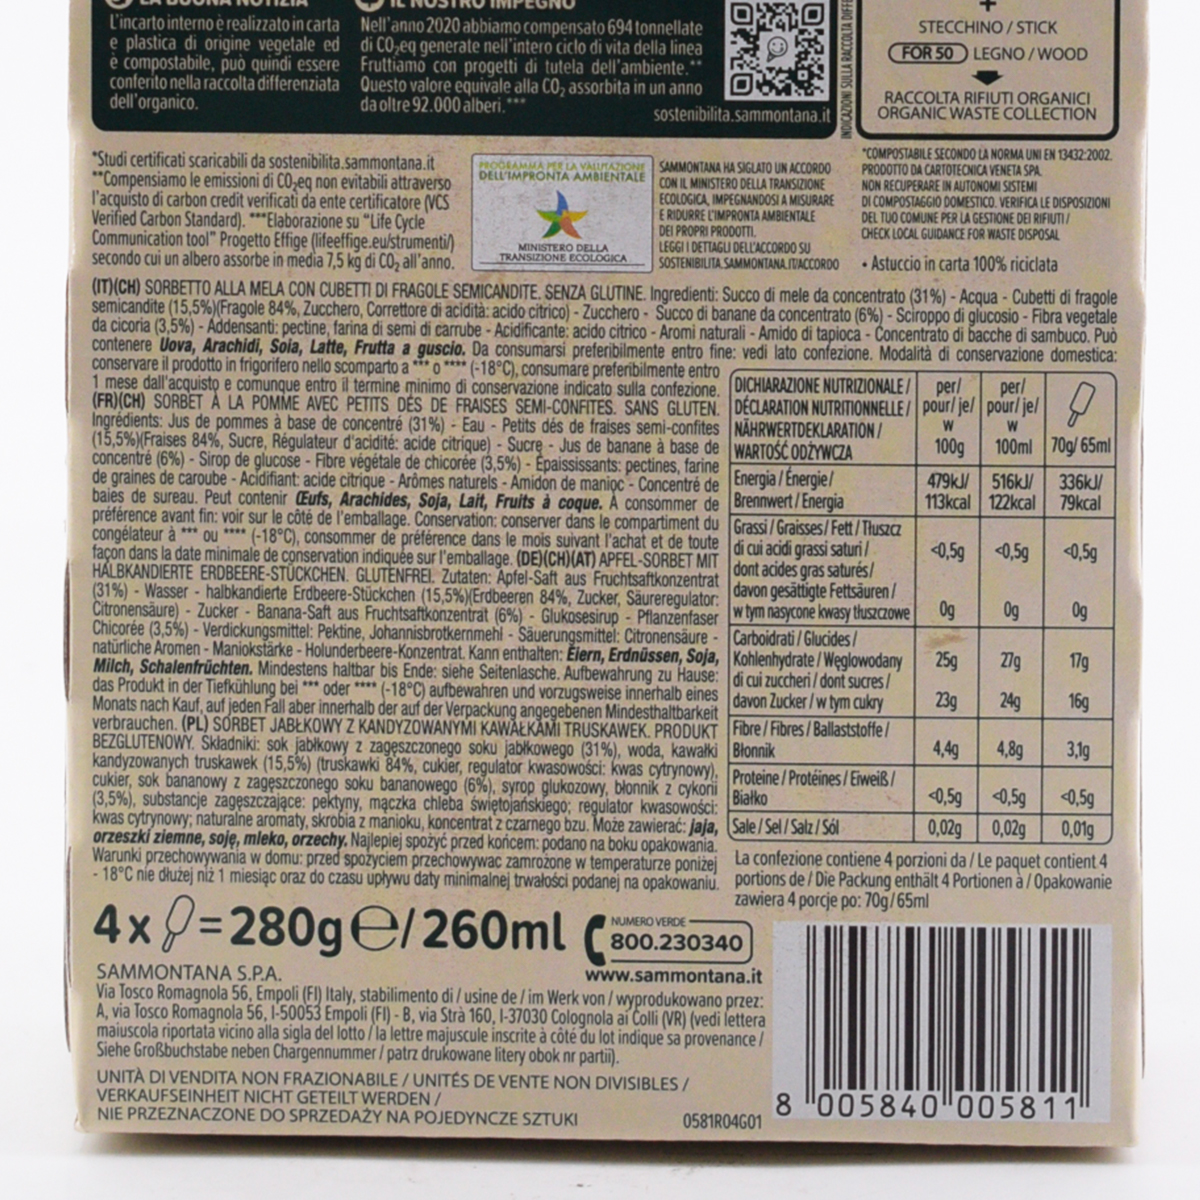 LA BUONA NOTIZIA
L'incarto interno è realizzato in carta
e plastica di origine vegetale ed
è compostabile, può quindi essere
conferito nella raccolta differenziata
dell'organico.
IL NOSTRO IMPEGNO
Nell'anno 2020 abbiamo compensato 694 tonnellate
di CO₂eq generate nell'intero ciclo di vita della linea
Fruttiamo con progetti di tutela dell'ambiente.**
Questo valore equivale alla CO₂ assorbita in un anno
da oltre 92.000 alberi.***
sostenibilita.sammontana.it
INDICAZIONI SULLA RACCOLTA DIFFE
+
STECCHINO / STICK
FOR 50 LEGNO / WOOD
RACCOLTA RIFIUTI ORGANICI
ORGANIC WASTE COLLECTION
*Studi certificati scaricabili da sostenibilita.sammontana.it
**Compensiamo le emissioni di CO₂eq non evitabili attraverso
l'acquisto di carbon credit verificati da ente certificatore (VCS
Verified Carbon Standard). ***Elaborazione su "Life Cycle
Communication tool" Progetto Effige (lifeeffige.eu/strumenti/)
secondo cui un albero assorbe in media 7,5 kg di CO₂ all'anno.
PROGRAMMA PER LA VALUTAZIONE
DELL'IMPRONTA AMBIENTALE
MINISTERO DELLA
TRANSIZIONE ECOLOGICA
SAMMONTANA HA SIGLATO UN ACCORDO
CON IL MINISTERO DELLA TRANSIZIONE
ECOLOGICA, IMPEGNANDOSI A MISURARE
E RIDURRE L'IMPRONTA AMBIENTALE
DEI PROPRI PRODOTTI.
LEGGI I DETTAGLI DELL'ACCORDO SU
SOSTENIBILITA.SAMMONTANA.IT/ACCORDO
*COMPOSTABILE SECONDO LA NORMA UNI EN 13432:2002.
PRODOTTO DA CARTOTECNICA VENETA SPA.
NON RECUPERARE IN AUTONOMI SISTEMI
DI COMPOSTAGGIO DOMESTICO. VERIFICA LE DISPOSIZIONI
DEL TUO COMUNE PER LA GESTIONE DEI RIFIUTI /
CHECK LOCAL GUIDANCE FOR WASTE DISPOSAL
• Astuccio in carta 100% riciclata
(IT)(CH) SORBETTO ALLA MELA CON CUBETTI DI FRAGOLE SEMICANDITE. SENZA GLUTINE. Ingredienti: Succo di mele da concentrato (31%) - Acqua - Cubetti di fragole
semicandite (15,5%)(Fragole 84%, Zucchero, Correttore di acidità: acido citrico) - Zucchero - Succo di banane da concentrato (6%) - Sciroppo di glucosio - Fibra vegetale
da cicoria (3,5%) - Addensanti: pectine, farina di semi di carrube - Acidificante: acido citrico - Aromi naturali - Amido di tapioca - Concentrato di bacche di sambuco. Può
contenere Uova, Arachidi, Soia, Latte, Frutta a guscio. Da consumarsi preferibilmente entro fine: vedi lato confezione. Modalità di conservazione domestica:
conservare il prodotto in frigorifero nello scomparto a *** o **** (-18°C), consumare preferibilmente entro
1 mese dall'acquisto e comunque entro il termine minimo di conservazione indicato sulla confezione.
(FR)(CH) SORBET À LA POMME AVEC PETITS DÉS DE FRAISES SEMI-CONFITES. SANS GLUTEN.
Ingrédients: Jus de pommes à base de concentré (31%) - Eau - Petits dés de fraises semi-confites
(15,5%)(Fraises 84%, Sucre, Régulateur d'acidité: acide citrique) - Sucre - Jus de banane à base de
concentré (6%) - Sirop de glucose - Fibre végétale de chicorée (3,5%) - Épaississants: pectines, farine
de graines de caroube - Acidifiant: acide citrique - Arômes naturels - Amidon de manioc - Concentré de
baies de sureau. Peut contenir Œufs, Arachides, Soja, Lait, Fruits à coque. A consommer de
préférence avant fin: voir sur le côté de l'emballage. Conservation: conserver dans le compartiment du
congélateur à *** ou **** (-18°C), consommer de préférence dans le mois suivant l'achat et de toute
façon dans la date minimale de conservation indiquée sur l'emballage. (DE)(CH)(AT) APFEL-SORBET MIT
HALBKANDIERTE ERDBEERE-STÜCKCHEN. GLUTENFREI. Zutaten: Apfel-Saft aus Fruchtsaftkonzentrat
(31%) - Wasser - halbkandierte Erdbeere-Stückchen (15,5%)(Erdbeeren 84%, Zucker, Säureregulator:
Citronensäure) - Zucker - Banana-Saft aus Fruchtsaftkonzentrat (6%) - Glukosesirup - Pflanzenfaser
Chicorée (3,5%) - Verdickungsmittel: Pektine, Johannisbrotkernmehl - Säuerungsmittel: Citronensäure -
natürliche Aromen - Maniokstärke - Holunderbeere-Konzentrat. Kann enthalten: Eiern, Erdnüssen, Soja,
Milch, Schalenfrüchten. Mindestens haltbar bis Ende: siehe Seitenlasche. Aufbewahrung zu Hause:
das Produkt in der Tiefkühlung bei *** oder **** (-18°C) aufbewahren und vorzugsweise innerhalb eines
Monats nach Kauf, auf jeden Fall aber innerhalb der auf der Verpackung angegebenen Mindesthaltbarkeit
verbrauchen. (PL) SORBET JABŁKOWY Z KANDYZOWANYMI KAWAŁKAMI TRUSKAWEK. PRODUKT
BEZGLUTENOWY. Składniki: sok jabłkowy z zagęszczonego soku jabłkowego (31%), woda, kawałki
kandyzowanych truskawek (15,5%) (truskawki 84%, cukier, regulator kwasowości: kwas cytrynowy),
cukier, sok bananowy z zagęszczonego soku bananowego (6%), syrop glukozowy, błonnik z cykorii
(3,5%), substancje zagęszczające: pektyny, mączka chleba świętojańskiego; regulator kwasowości:
kwas cytrynowy; naturalne aromaty, skrobia z manioku, koncentrat z czarnego bzu. Może zawierać: jaja,
orzeszki ziemne, soję, mleko, orzechy. Najlepiej spożyć przed końcem: podano na boku opakowania.
Warunki przechowywania w domu: przed spożyciem przechowywac zamrożone w temperaturze poniżej
- 18°C nie dłużej niż 1 miesiąc oraz do czasu upływu daty minimalnej trwałości podanej na opakowaniu.
DICHIARAZIONE NUTRIZIONALE /
DÉCLARATION NUTRITIONNELLE /
NÄHRWERTDEKLARATION /
WARTOŚĆ ODŻYWCZA
per/
pour/ je/
w
100g
per/
pour/ je/
w
100ml
70g/ 65ml
Energia / Énergie /
Brennwert / Energia
479kJ/
113kcal
516kJ/
122kcal
336kJ/
79kcal
Grassi / Graisses / Fett / Tłuszcz
<0,5g <0,5g <0,5g
di cui acidi grassi saturi /
dont acides gras saturés /
davon gesättigte Fettsäuren /
w tym nasycone kwasy tłuszczowe
0g 0g 0g
Carboidrati / Glucides /
Kohlenhydrate / Węglowodany
25g 27g 17g
di cui zuccheri / dont sucres /
davon Zucker / w tym cukry
23g 24g 16g
Fibre / Fibres / Ballaststoffe /
Błonnik
4,4g 4,8g 3,1g
Proteine / Protéines / Eiweiß /
Białko
<0,5g <0,5g <0,5g
Sale / Sel / Salz / Sól
0,02g 0,02g 0,01g
La confezione contiene 4 porzioni da / Le paquet contient 4
portions de / Die Packung enthält 4 Portionen à / Opakowanie
zawiera 4 porcje po: 70g / 65ml
4 x = 280g ℮ / 260ml
NUMERO VERDE
800.230340
www.sammontana.it
SAMMONTANA S.P.A.
Via Tosco Romagnola 56, Empoli (FI) Italy, stabilimento di / usine de / im Werk von / wyprodukowano przez:
A, via Tosco Romagnola 56, I-50053 Empoli (FI) - B, via Strà 160, I-37030 Colognola ai Colli (VR) (vedi lettera
maiuscola riportata vicino alla sigla del lotto / la lettre majuscule inscrite à côté du lot indique sa provenance /
Siehe Großbuchstabe neben Chargennummer / patrz drukowane litery obok nr partii).
UNITÀ DI VENDITA NON FRAZIONABILE / UNITÉS DE VENTE NON DIVISIBLES /
VERKAUFSEINHEIT NICHT GETEILT WERDEN /
NIE PRZEZNACZONE DO SPRZEDAŻY NA POJEDYNCZE SZTUKI
0581R04G01
8 005840 005811